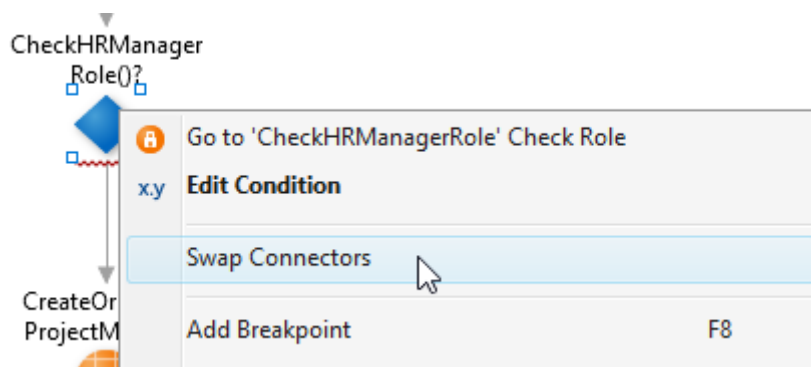 CheckHRManager
Role()?
Go to 'CheckHRManagerRole' Check Role
x.y Edit Condition
Swap Connectors
CreateOr
ProjectM
Add Breakpoint F8